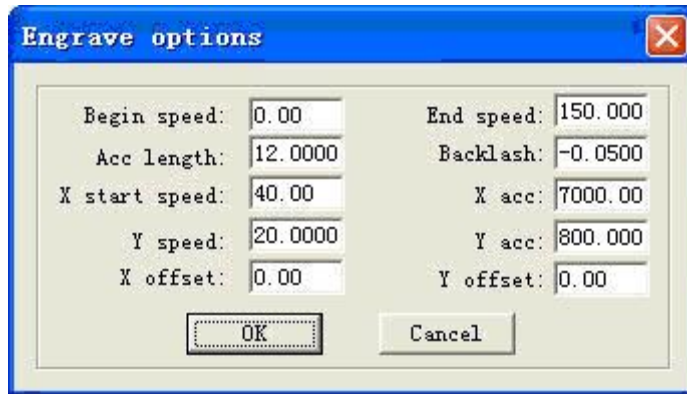 Engrave options
Begin speed: 0.00 End speed: 150.000
Acc length: 12.0000 Backlash: -0.0500
X start speed: 40.00 X acc: 7000.00
Y speed: 20.0000 Y acc: 800.000
X offset: 0.00 Y offset: 0.00
OK Cancel